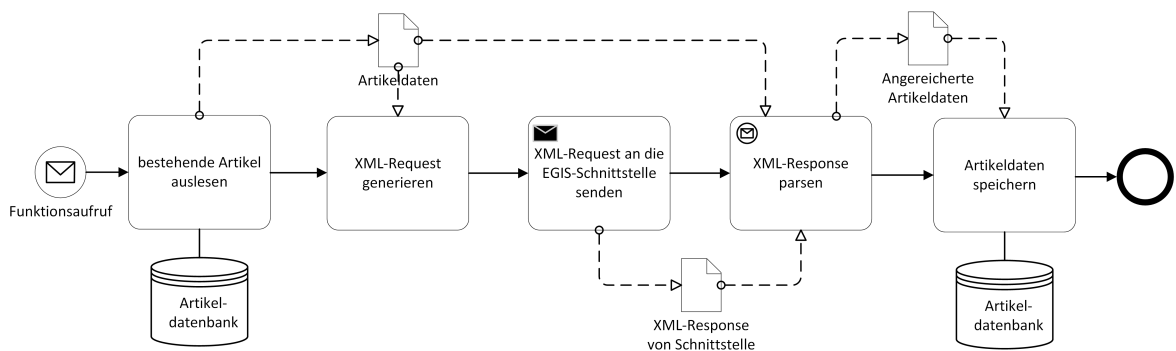 Artikeldaten
Angereicherte
Artikeldaten
Funktionsaufruf
bestehende Artikel
auslesen
XML-Request
generieren
XML-Request an die
EGIS-Schnittstelle
senden
XML-Response
parsen
Artikeldaten
speichern
Artikel-
datenbank
XML-Response
von Schnittstelle
Artikel-
datenbank